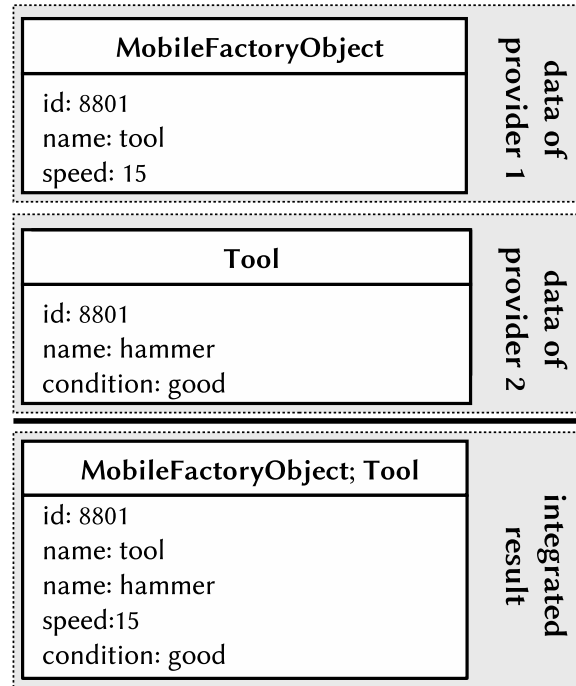 MobileFactoryObject
id: 8801
name: tool
speed: 15
data of
provider 1
Tool
id: 8801
name: hammer
condition: good
data of
provider 2
MobileFactoryObject; Tool
id: 8801
name: tool
name: hammer
speed:15
condition: good
integrated
result